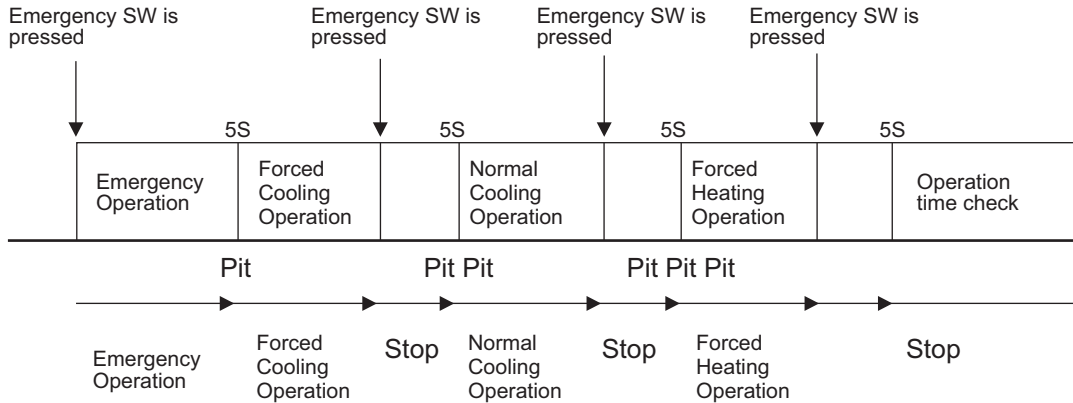 Emergency SW is
pressed
Emergency SW is
pressed
Emergency SW is
pressed
Emergency SW is
pressed
5S
5S
5S
5S
Emergency
Operation
Forced
Cooling
Operation
Normal
Cooling
Operation
Forced
Heating
Operation
Operation
time check
Pit
Pit Pit
Pit Pit Pit
Emergency
Operation
Forced
Cooling
Operation
Stop
Normal
Cooling
Operation
Stop
Forced
Heating
Operation
Stop